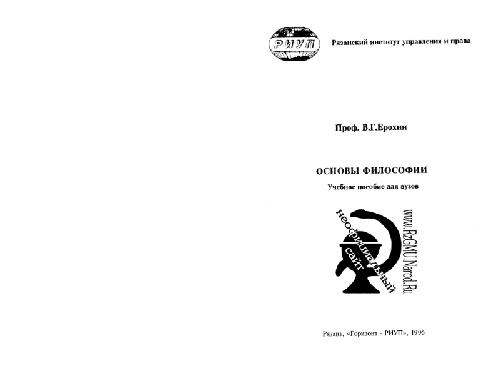 РИУП
Рязанский институт управления и права
Проф. В.Г.Ерохин
ОСНОВЫ ФИЛОСОФИИ
Учебное пособие для вузов
неофициальный
сайт
www.RzGMU.Narod.Ru
Рязань, «Горизонт - РИУП», 1996